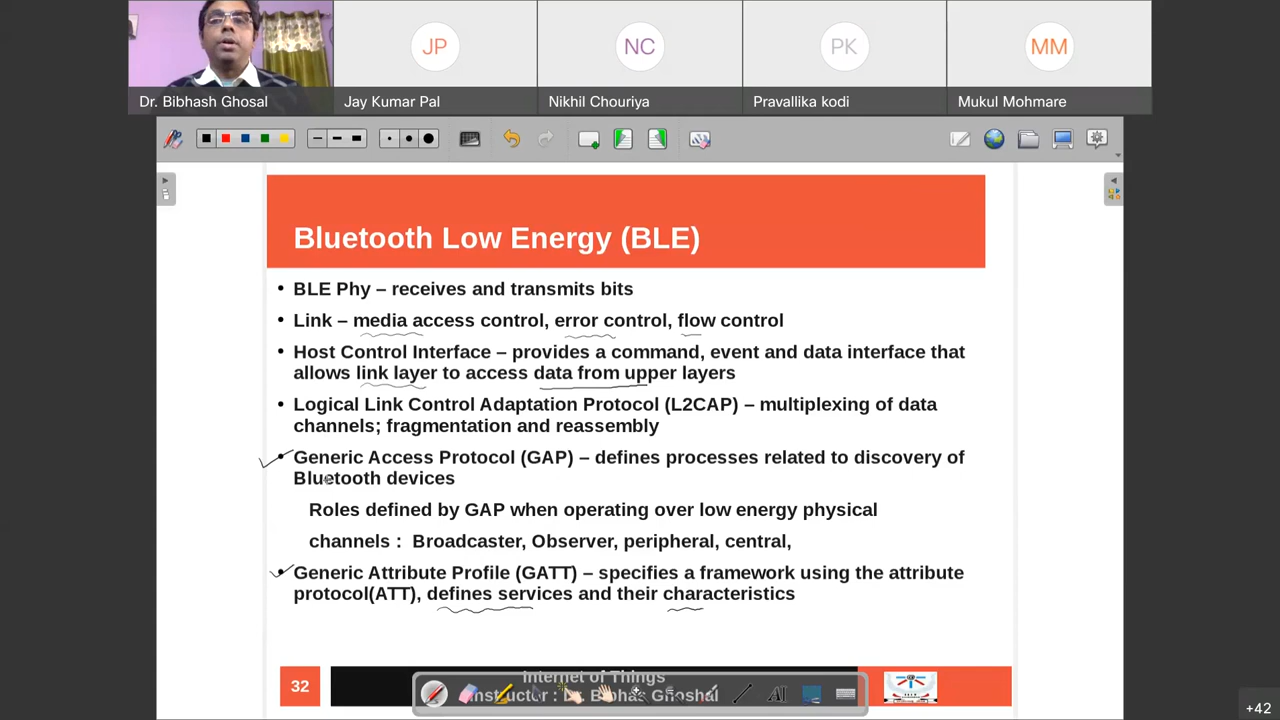 JP
NC
PK
MM
Dr. Bibhash Ghosal
Jay Kumar Pal
Nikhil Chouriya
Pravallika kodi
Mukul Mohmare
Bluetooth Low Energy (BLE)
• BLE Phy – receives and transmits bits
• Link – media access control, error control, flow control
• Host Control Interface – provides a command, event and data interface that
allows link layer to access data from upper layers
• Logical Link Control Adaptation Protocol (L2CAP) – multiplexing of data
channels; fragmentation and reassembly
• Generic Access Protocol (GAP) – defines processes related to discovery of
Bluetooth devices
Roles defined by GAP when operating over low energy physical
channels : Broadcaster, Observer, peripheral, central,
• Generic Attribute Profile (GATT) – specifies a framework using the attribute
protocol(ATT), defines services and their characteristics
32
Internet of Things
Instructor : Dr. Bibhas Ghoshal
+42